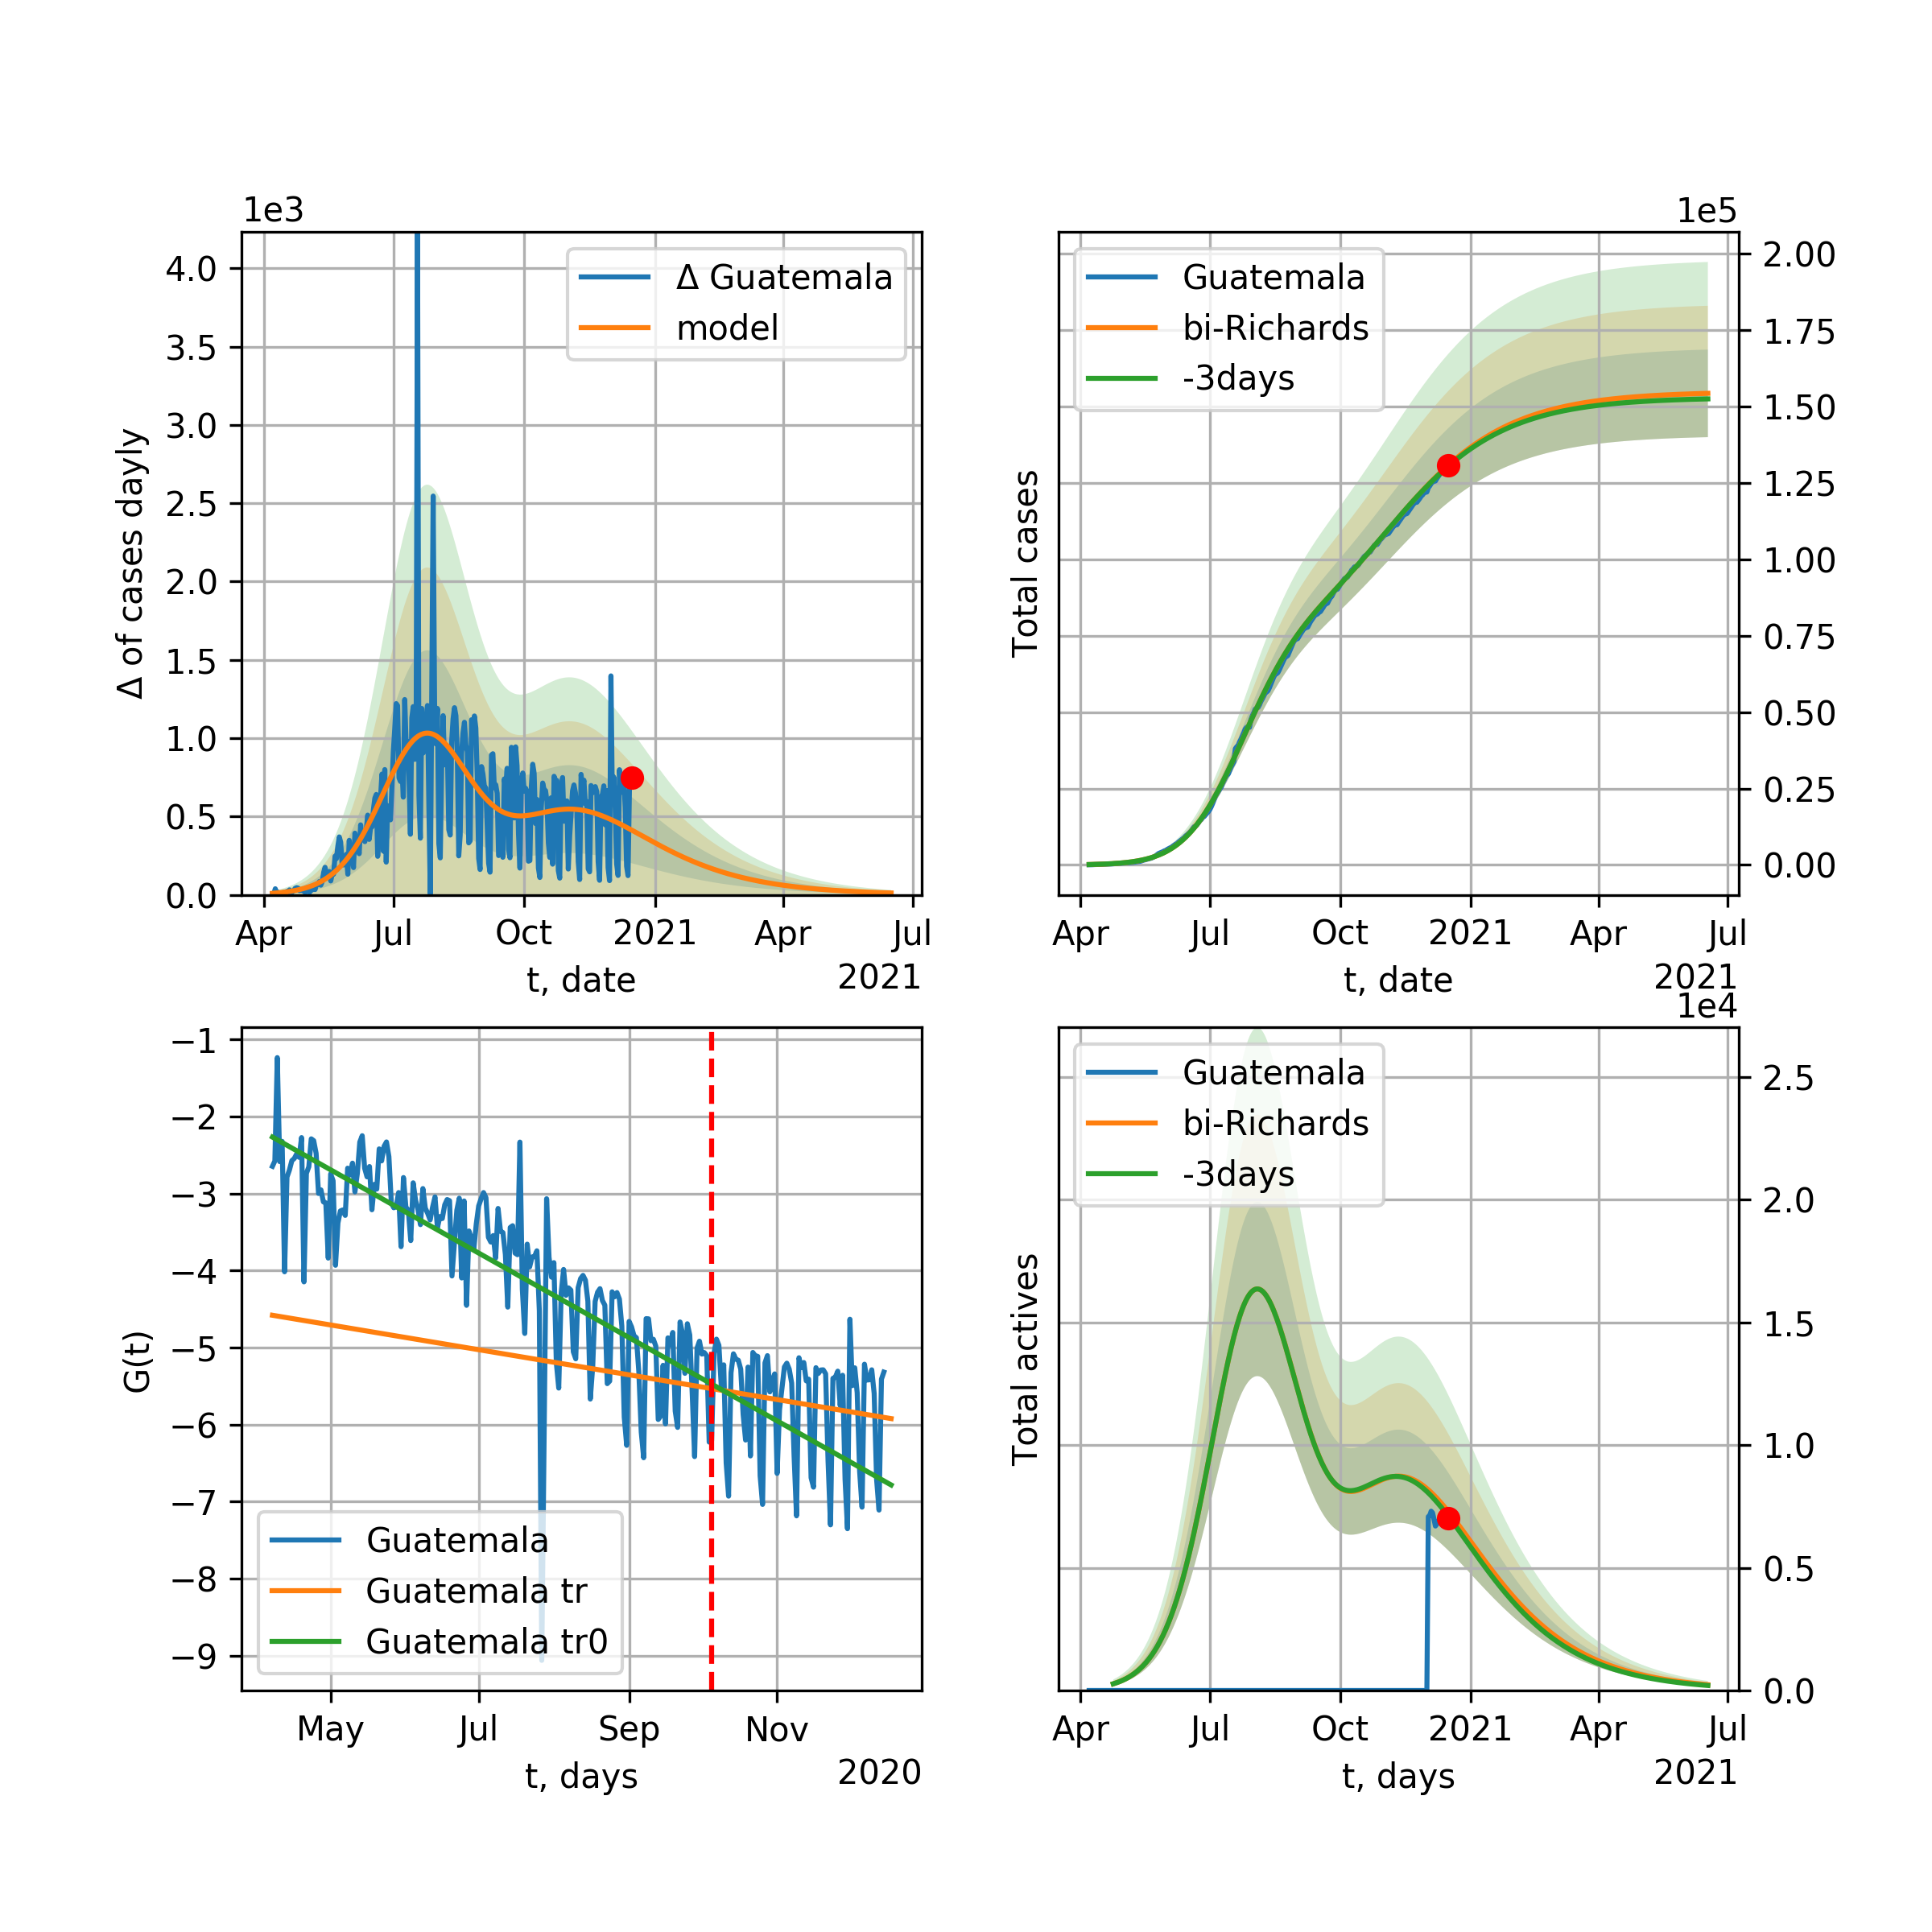 1e3
4.0
3.5
3.0
2.5
2.0
1.5
1.0
0.5
0.0
Δ of cases dayly
Δ Guatemala
model
Apr Jul Oct 2021 Apr Jul
t, date
2021
1e5
Guatemala
bi-Richards
-3days
2.00
1.75
1.50
1.25
1.00
0.75
0.50
0.25
0.00
Total cases
Apr Jul Oct 2021 Apr Jul
t, date
2021
−1
−2
−3
−4
−5
−6
−7
−8
−9
G(t)
Guatemala
Guatemala tr
Guatemala tr0
May Jul Sep Nov
t, days
2020
1e4
Guatemala
bi-Richards
-3days
2.5
2.0
1.5
1.0
0.5
0.0
Total actives
Apr Jul Oct 2021 Apr Jul
t, days
2021